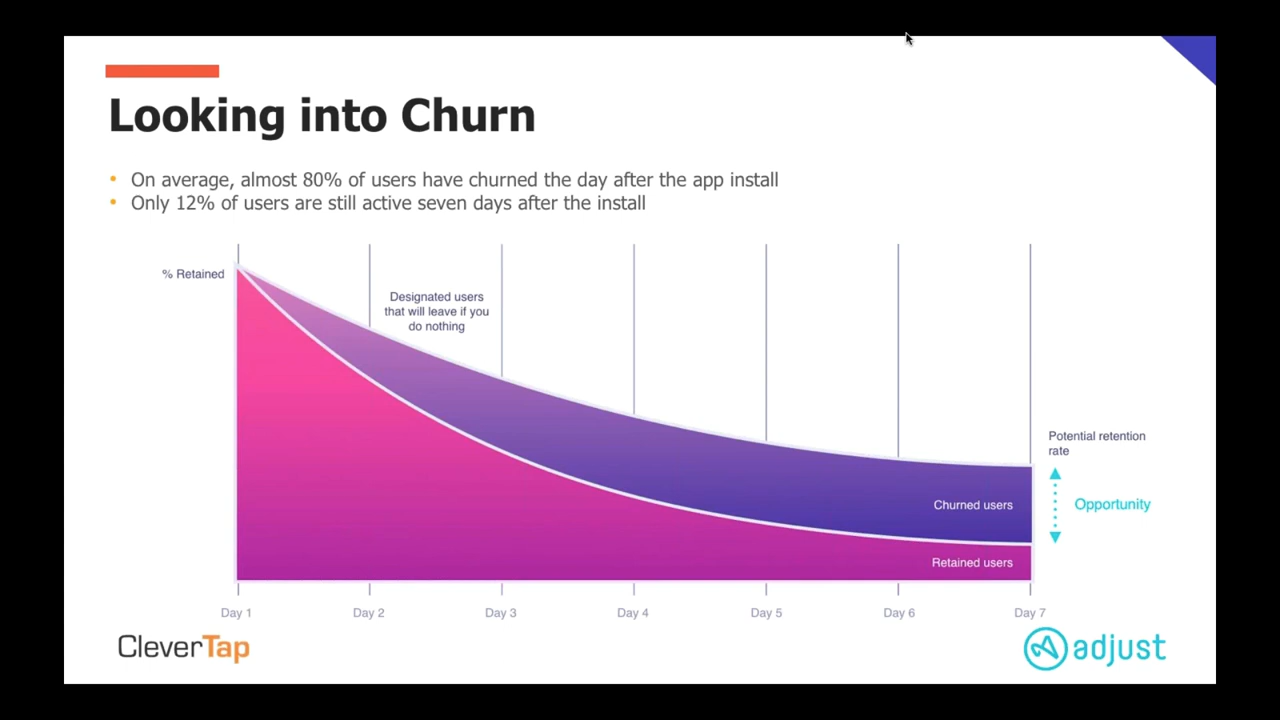 Looking into Churn
• On average, almost 80% of users have churned the day after the app install
• Only 12% of users are still active seven days after the install
% Retained
Designated users
that will leave if you
do nothing
Potential retention
rate
Churned users
Opportunity
Retained users
Day 1 Day 2 Day 3 Day 4 Day 5 Day 6 Day 7
CleverTap
adjust